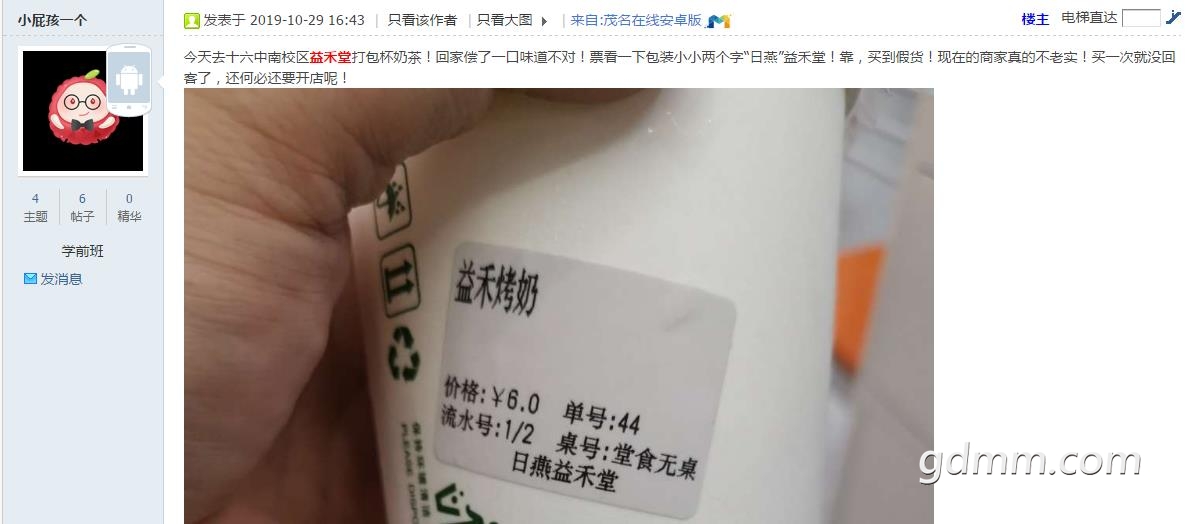 小屁孩一个
发表于 2019-10-29 16:43 | 只看该作者 | 只看大图 | 来自:茂名在线安卓版
楼主 电梯直达
今天去十六中南校区益禾堂打包杯奶茶！回家偿了一口味道不对！票看一下包装小小两个字“日燕”益禾堂！靠，买到假货！现在的商家真的不老实！买一次就没回
客了，还何必还要开店呢！
4 6 0
主题 帖子 精华
学前班
发消息
益禾烤奶
价格:￥6.0 单号:44
流水号:1/2 桌号:堂食无桌
日燕益禾堂
保持环境清洁
PLEASE DISPO
gdmm.com